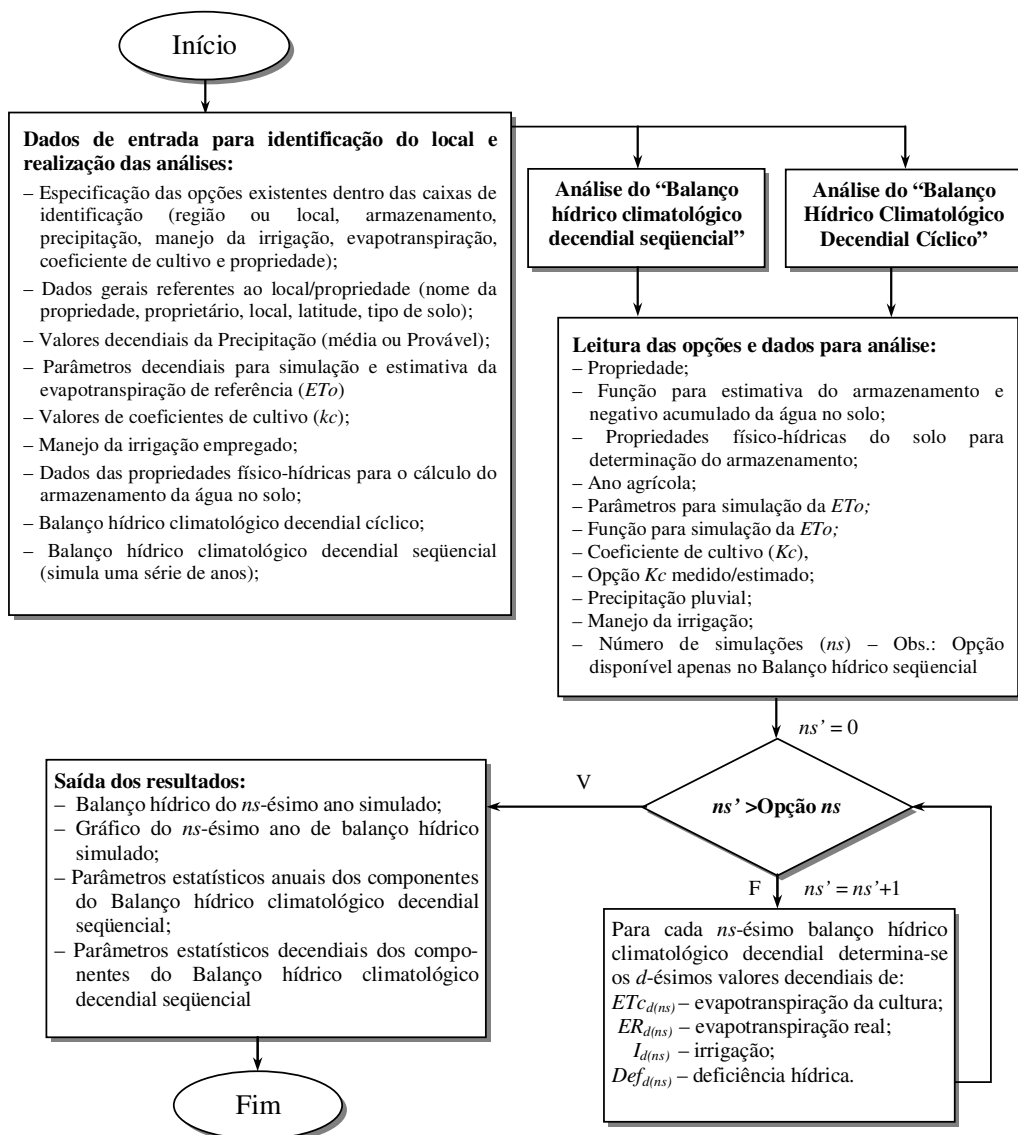 Início
Dados de entrada para identificação do local e
realização das análises:
– Especificação das opções existentes dentro das caixas de
identificação (região ou local, armazenamento,
precipitação, manejo da irrigação, evapotranspiração,
coeficiente de cultivo e propriedade);
– Dados gerais referentes ao local/propriedade (nome da
propriedade, proprietário, local, latitude, tipo de solo);
– Valores decendiais da Precipitação (média ou Provável);
– Parâmetros decendiais para simulação e estimativa da
evapotranspiração de referência (ETo)
– Valores de coeficientes de cultivo (kc);
– Manejo da irrigação empregado;
– Dados das propriedades físico-hídricas para o cálculo do
armazenamento da água no solo;
– Balanço hídrico climatológico decendial cíclico;
– Balanço hídrico climatológico decendial seqüencial
(simula uma série de anos);
Análise do “Balanço
hídrico climatológico
decendial seqüencial”
Análise do “Balanço
Hídrico Climatológico
Decendial Cíclico”
Leitura das opções e dados para análise:
– Propriedade;
– Função para estimativa do armazenamento e
negativo acumulado da água no solo;
– Propriedades físico-hídricas do solo para
determinação do armazenamento;
– Ano agrícola;
– Parâmetros para simulação da ETo;
– Função para simulação da ETo;
– Coeficiente de cultivo (Kc),
– Opção Kc medido/estimado;
– Precipitação pluvial;
– Manejo da irrigação;
– Número de simulações (ns) – Obs.: Opção
disponível apenas no Balanço hídrico seqüencial
ns’ = 0
ns’ >Opção ns
V
F
ns’ = ns’+1
Saída dos resultados:
– Balanço hídrico do ns-ésimo ano simulado;
– Gráfico do ns-ésimo ano de balanço hídrico
simulado;
– Parâmetros estatísticos anuais dos componentes
do Balanço hídrico climatológico decendial
seqüencial;
– Parâmetros estatísticos decendiais dos compo-
nentes do Balanço hídrico climatológico
decendial seqüencial
Para cada ns-ésimo balanço hídrico
climatológico decendial determina-se
os d-ésimos valores decendiais de:
ETc d(ns) – evapotranspiração da cultura;
ER d(ns) – evapotranspiração real;
I d(ns) – irrigação;
Def d(ns) – deficiência hídrica.
Fim